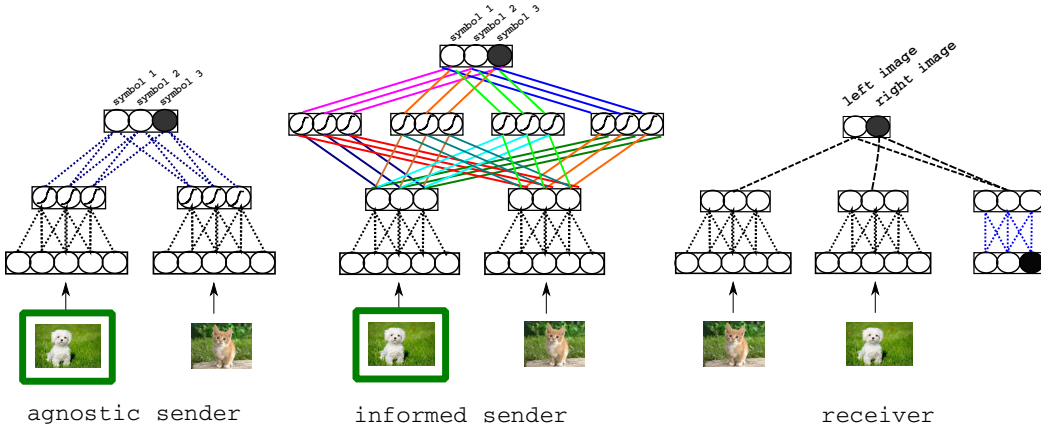 symbol 1
symbol 2
symbol 3
symbol 1
symbol 2
symbol 3
left image
right image
agnostic sender
informed sender
receiver